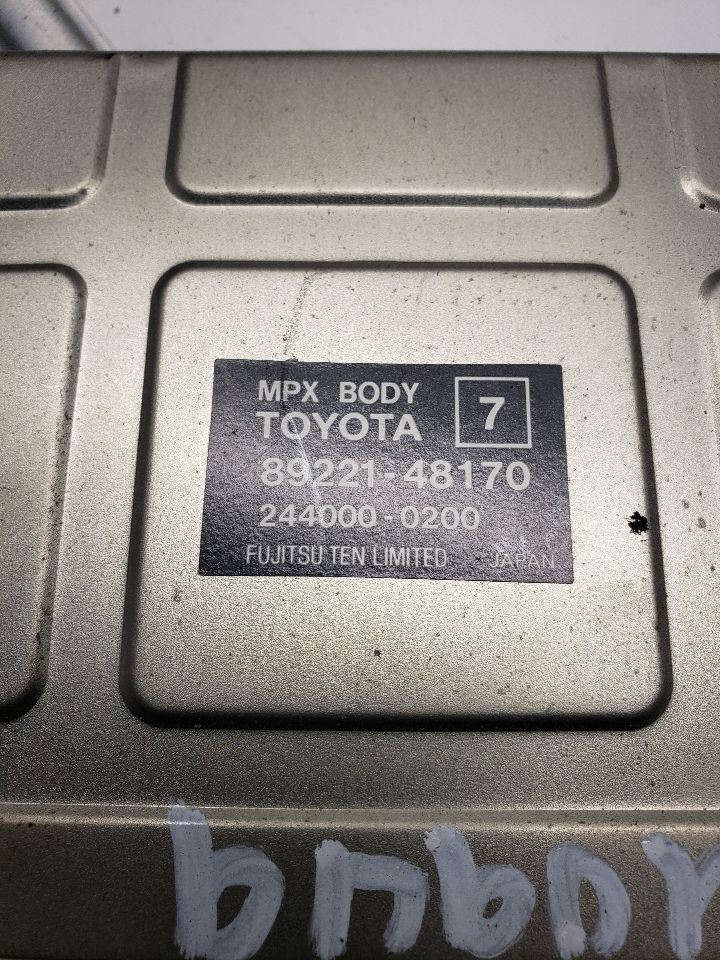 MPX BODY
7
TOYOTA
89221-48170
244000-0200
FUJITSU TEN LIMITED JAPAN